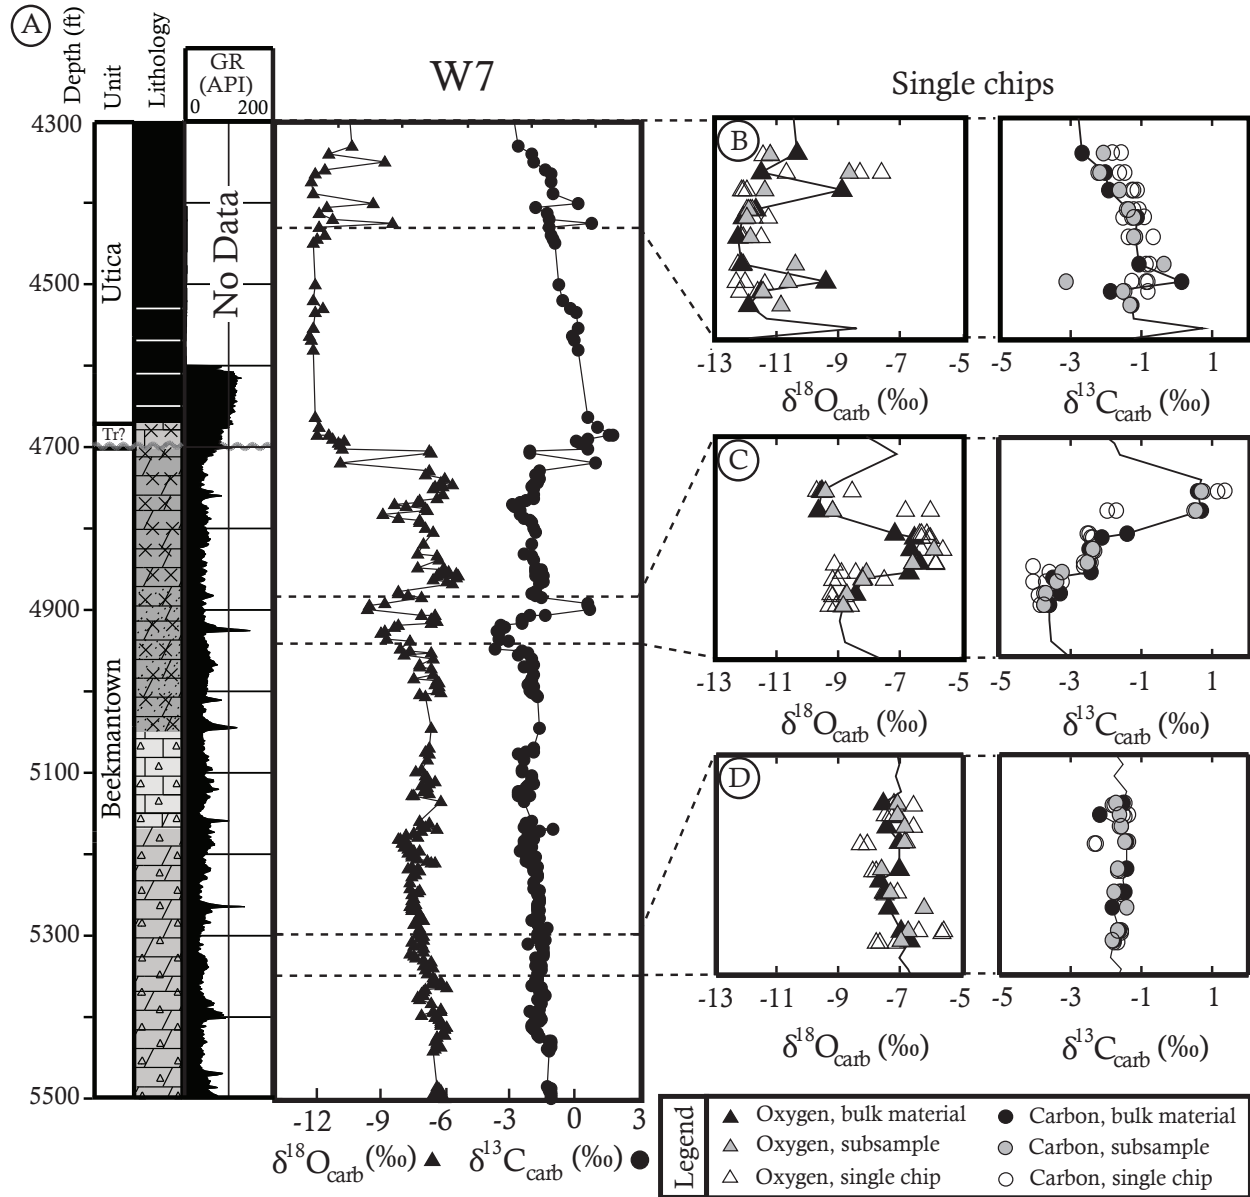 A
Depth (ft)
Unit
Lithology
GR
(API)
0 200
W7
Single chips
4300
4500
4700
4900
5100
5300
5500
Utica
Tr?
Beekmantown
No Data
-12 -9 -6 -3 0 3
δ¹⁸Ocarb (‰) ▲ δ¹³Ccarb (‰) ●
B
-13 -11 -9 -7 -5 -5 -3 -1 1
δ¹⁸Ocarb (‰) δ¹³Ccarb (‰)
C
-13 -11 -9 -7 -5 -5 -3 -1 1
δ¹⁸Ocarb (‰) δ¹³Ccarb (‰)
D
-13 -11 -9 -7 -5 -5 -3 -1 1
δ¹⁸Ocarb (‰) δ¹³Ccarb (‰)
Legend
Oxygen, bulk material
Oxygen, subsample
Oxygen, single chip
Carbon, bulk material
Carbon, subsample
Carbon, single chip